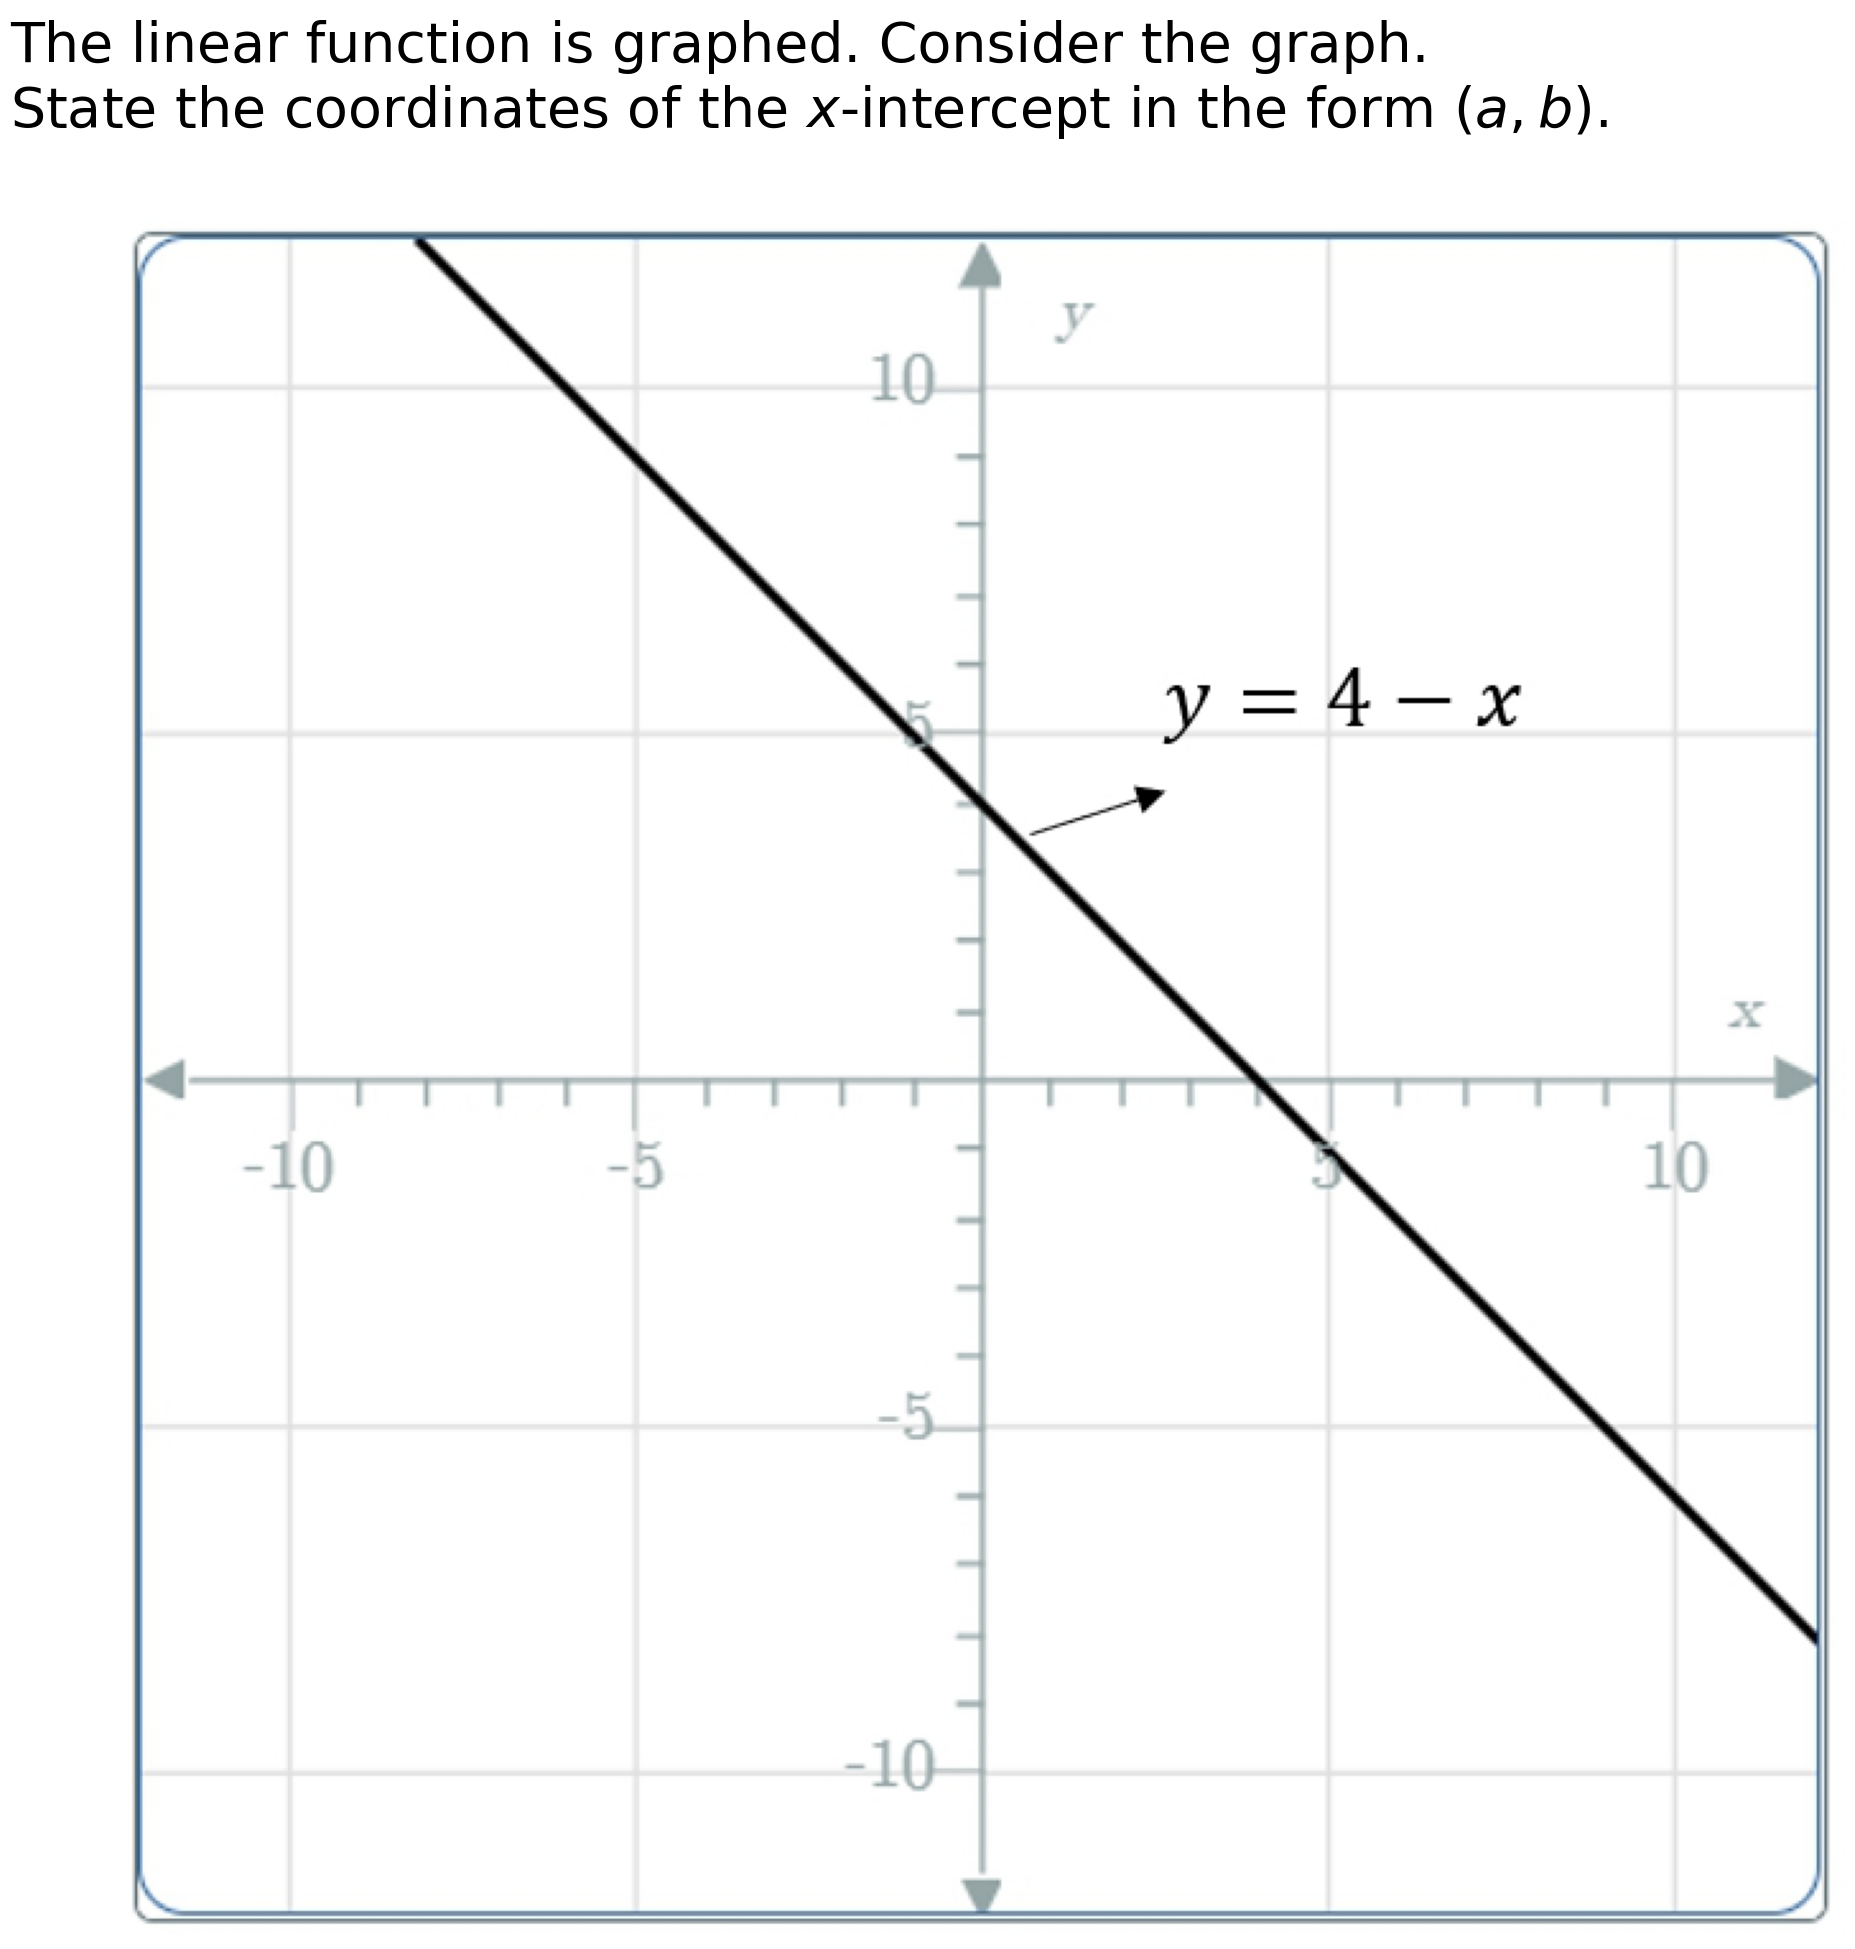 The linear function is graphed. Consider the graph.
State the coordinates of the x-intercept in the form (a, b).
y
10
y = 4 − x
5
x
-10 -5 5 10
-5
-10